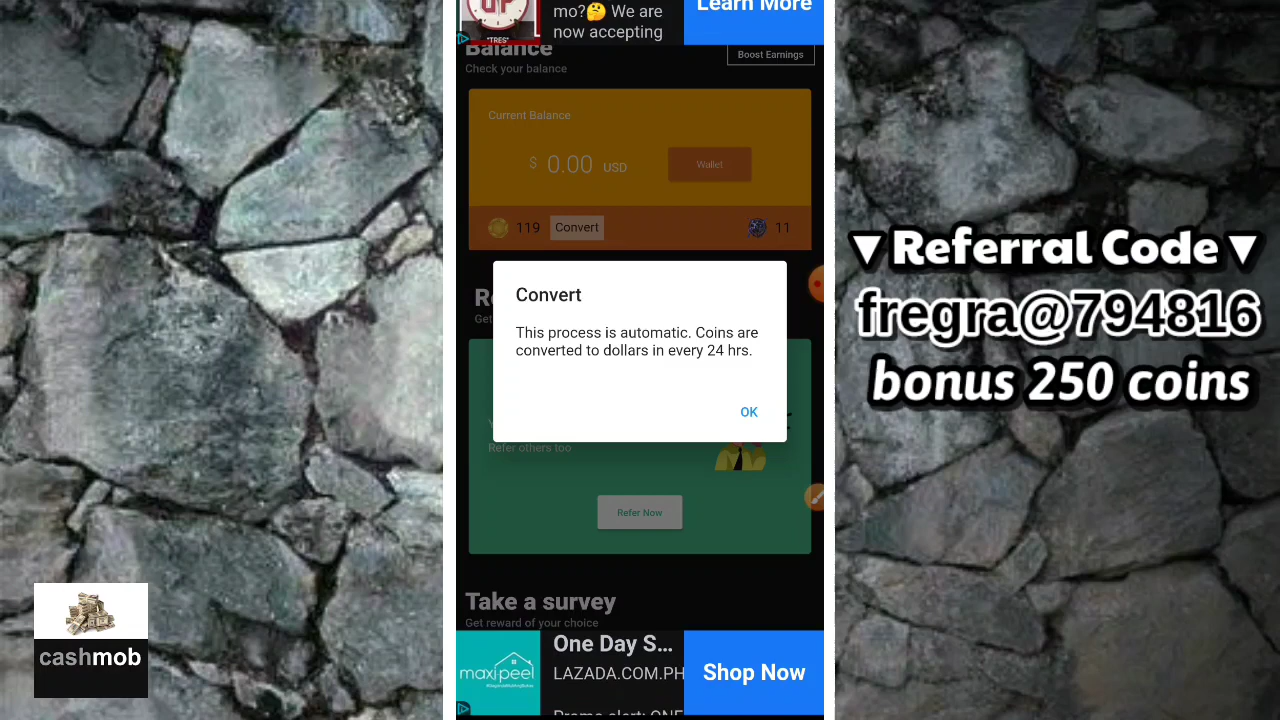 UP
"TRES"
mo?🤔 We are
now accepting
Learn More
Balance
Check your balance
Boost Earnings
Current Balance
$ 0.00 USD
Wallet
119
Convert
11
Convert
This process is automatic. Coins are
converted to dollars in every 24 hrs.
OK
Refer others too
Refer Now
Take a survey
Get reward of your choice
maxi-peel
One Day S...
LAZADA.COM.PH
Shop Now
▼Referral Code▼
fregra@794816
bonus 250 coins
cashmob